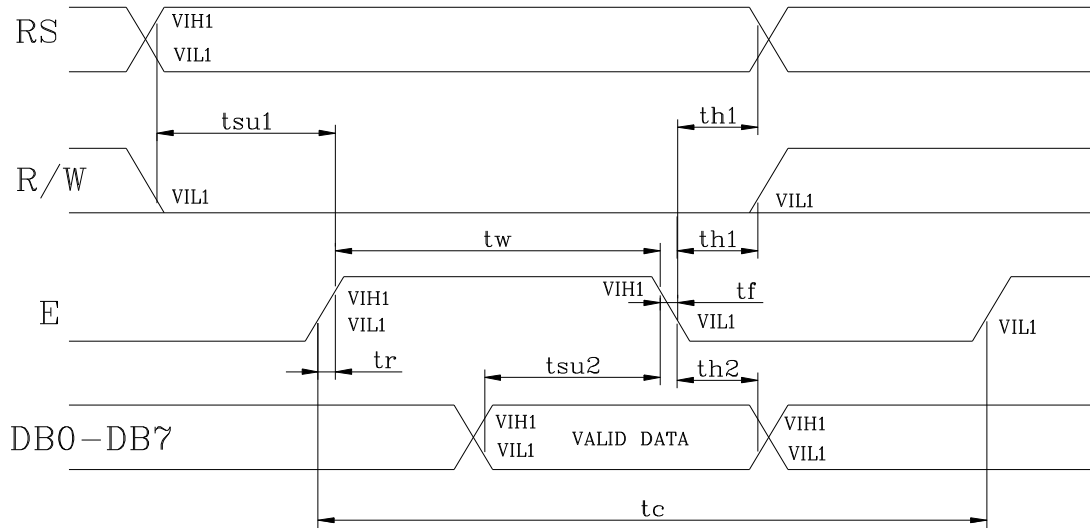 RS
VIH1
VIL1
tsu1
th1
R/W
VIL1
VIL1
tw
th1
E
VIH1
VIL1
VIH1
tf
VIL1
VIL1
tr
tsu2
th2
DB0-DB7
VIH1
VIL1
VALID DATA
VIH1
VIL1
tc